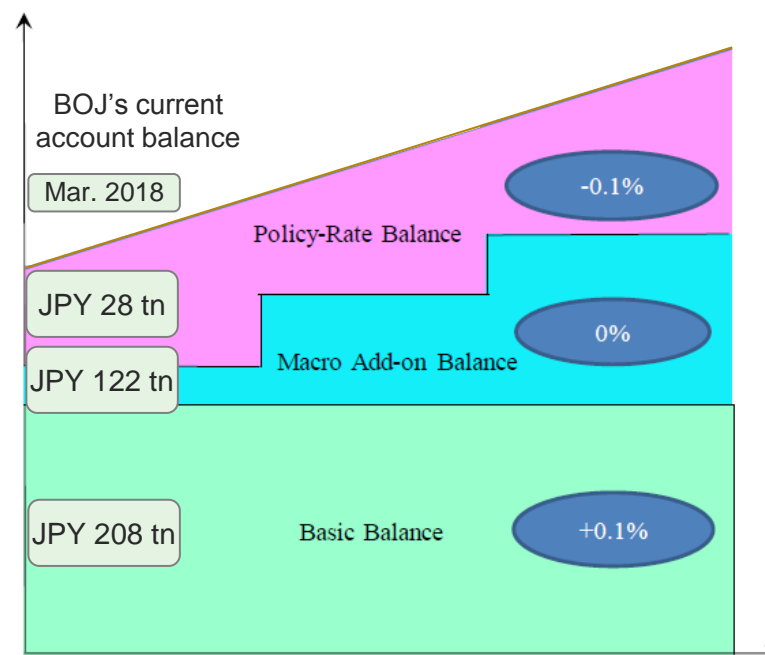 BOJ's current
account balance
Mar. 2018
-0.1%
Policy-Rate Balance
JPY 28 tn
0%
Macro Add-on Balance
JPY 122 tn
JPY 208 tn
Basic Balance
+0.1%